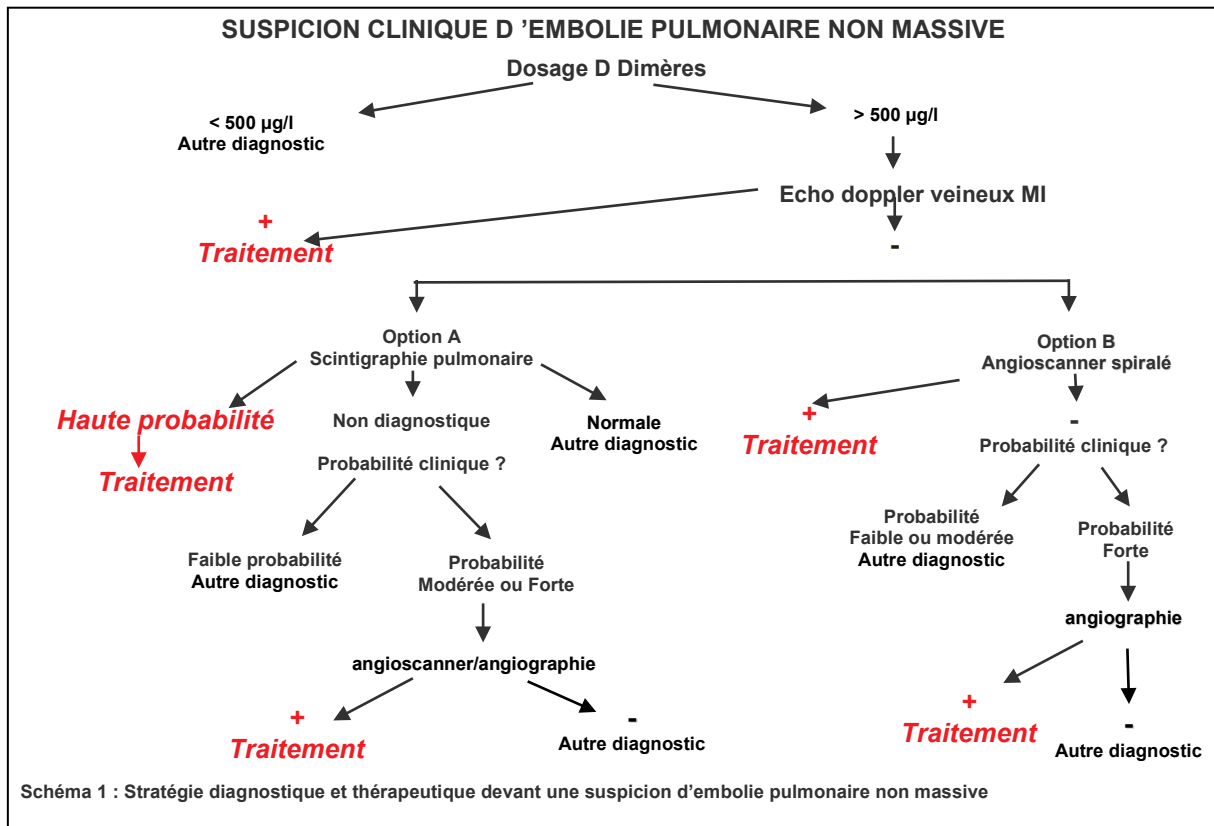 SUSPICION CLINIQUE D ’EMBOLIE PULMONAIRE NON MASSIVE
Dosage D Dimères
< 500 µg/l
Autre diagnostic
> 500 µg/l
Echo doppler veineux MI
+
Traitement
-
Option A
Scintigraphie pulmonaire
Haute probabilité
Traitement
Non diagnostique
Probabilité clinique ?
Normale
Autre diagnostic
Faible probabilité
Autre diagnostic
Probabilité
Modérée ou Forte
angioscanner/angiographie
+
Traitement
-
Autre diagnostic
Option B
Angioscanner spiralé
+
Traitement
-
Probabilité clinique ?
Probabilité
Faible ou modérée
Autre diagnostic
Probabilité
Forte
angiographie
+
Traitement
-
Autre diagnostic
Schéma 1 : Stratégie diagnostique et thérapeutique devant une suspicion d’embolie pulmonaire non massive